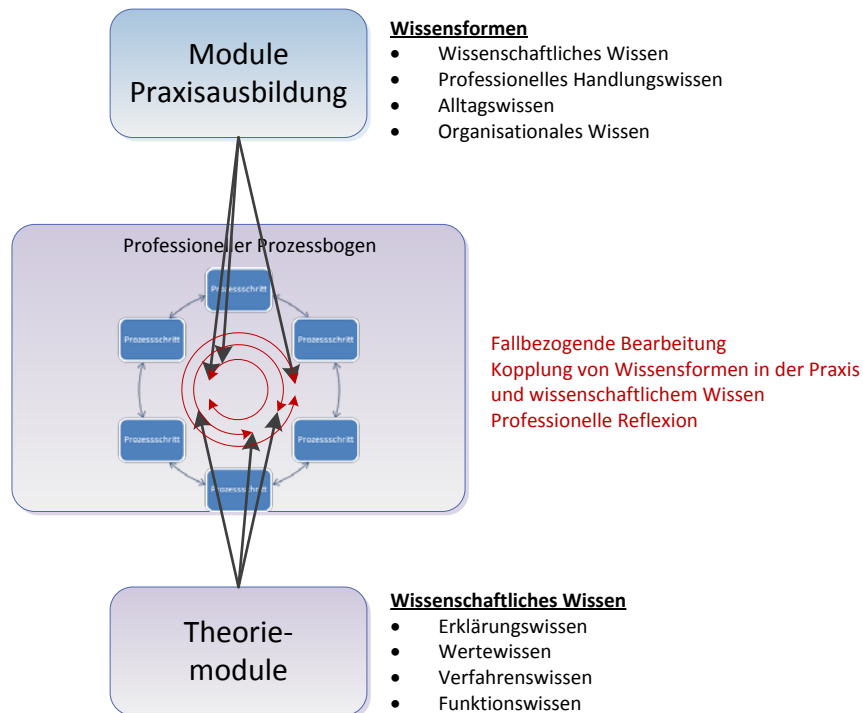 Module
Praxisausbildung
Wissensformen
• Wissenschaftliches Wissen
• Professionelles Handlungswissen
• Alltagswissen
• Organisationales Wissen
Professioneller Prozessbogen
Prozessschritt
Prozessschritt
Prozessschritt
Prozessschritt
Prozessschritt
Prozessschritt
Fallbezogende Bearbeitung
Kopplung von Wissensformen in der Praxis
und wissenschaftlichem Wissen
Professionelle Reflexion
Theorie-
module
Wissenschaftliches Wissen
• Erklärungswissen
• Wertewissen
• Verfahrenswissen
• Funktionswissen